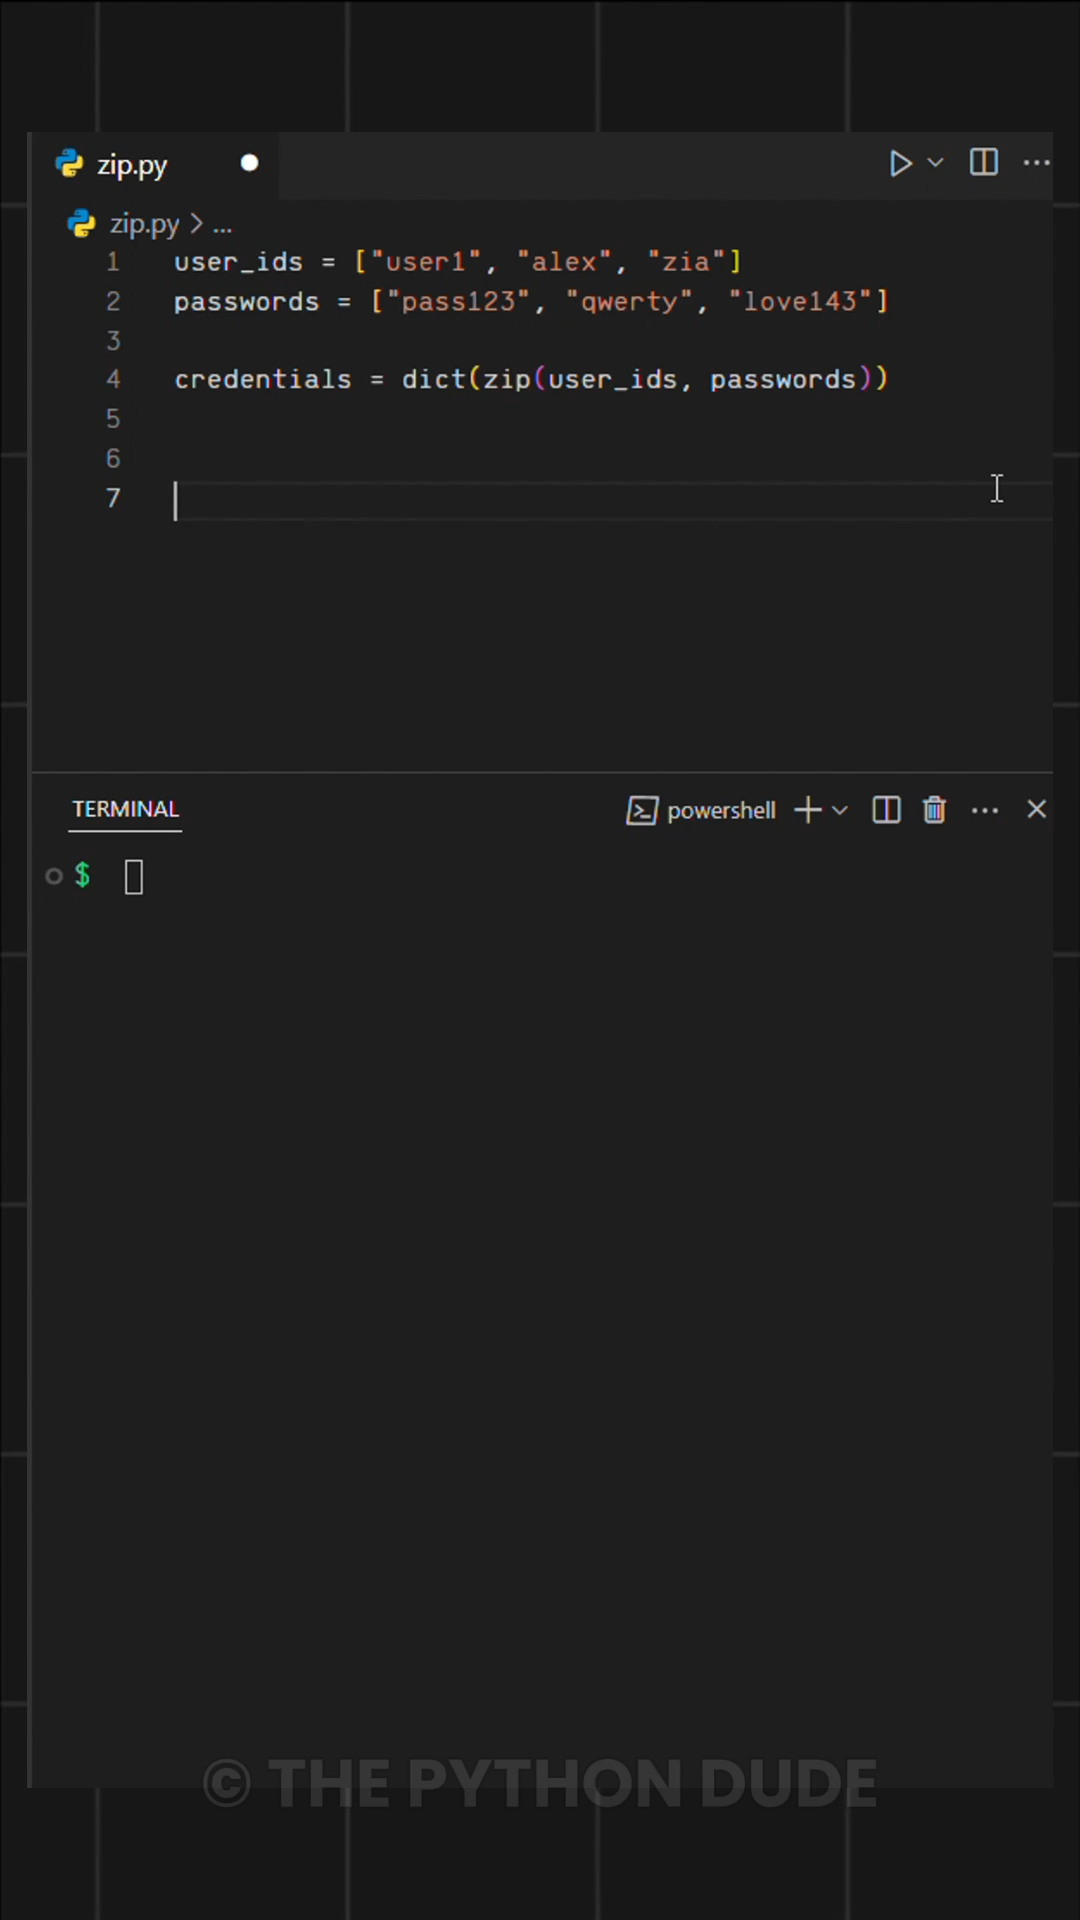 zip.py
zip.py > ...
1 user_ids = ["user1", "alex", "zia"]
2 passwords = ["pass123", "qwerty", "love143"]
3
4 credentials = dict(zip(user_ids, passwords))
5
6
7
TERMINAL
powershell
$
© THE PYTHON DUDE